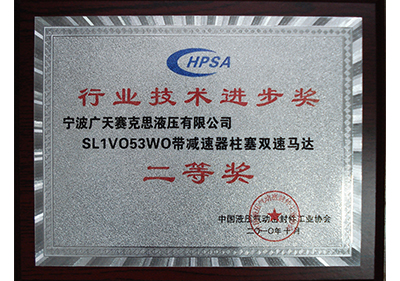 CHPSA
行业技术进步奖
宁波广天赛克思液压有限公司
SL1VO53WO带减速器柱塞双速马达
二等奖
中国液压气动密封件工业协会
二〇一〇年十月